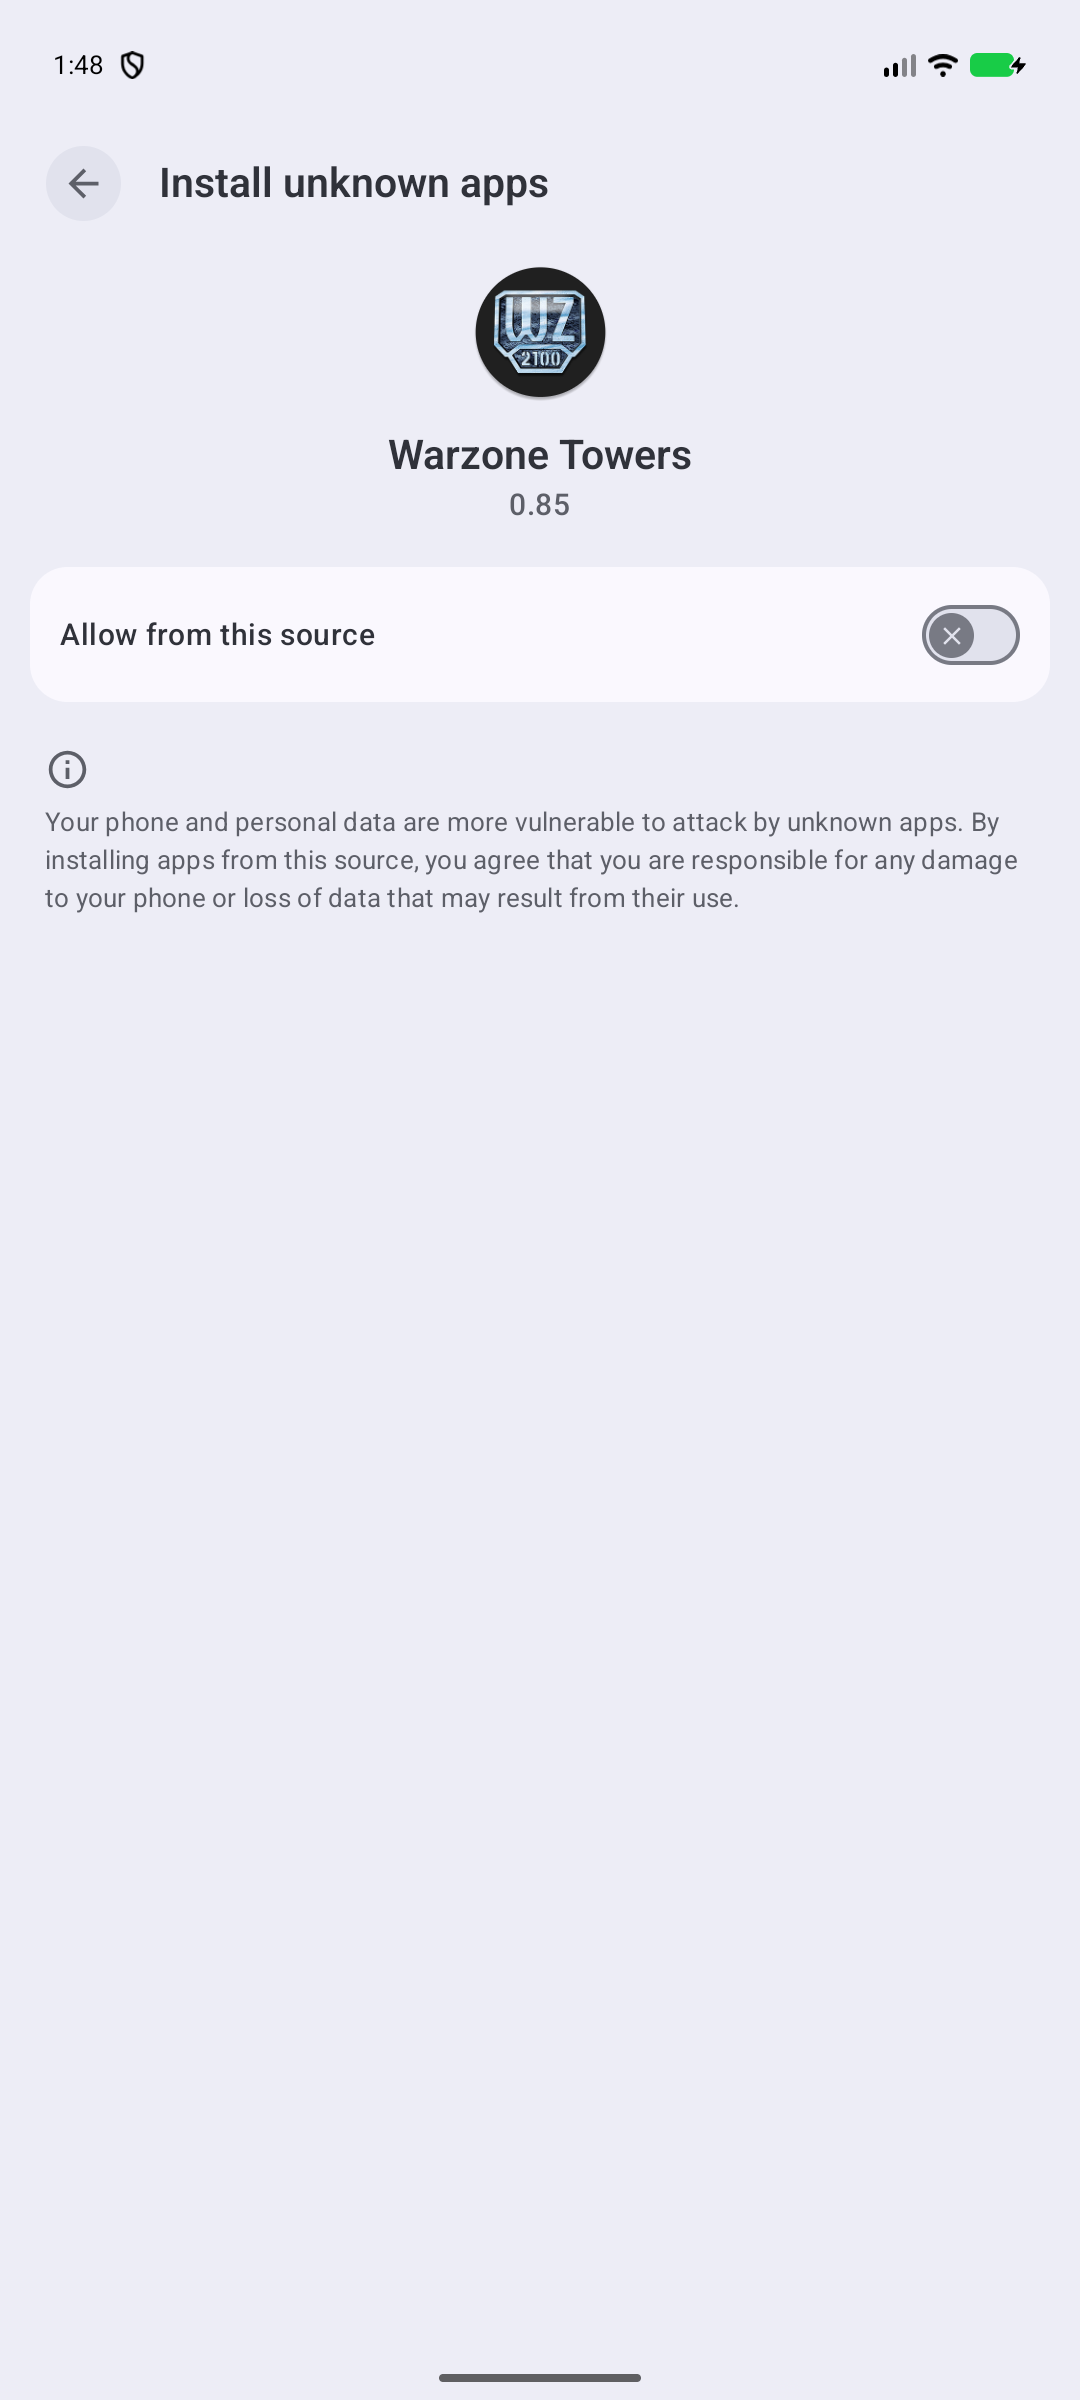 1:48
Install unknown apps
WZ
2100
Warzone Towers
0.85
Allow from this source
Your phone and personal data are more vulnerable to attack by unknown apps. By
installing apps from this source, you agree that you are responsible for any damage
to your phone or loss of data that may result from their use.